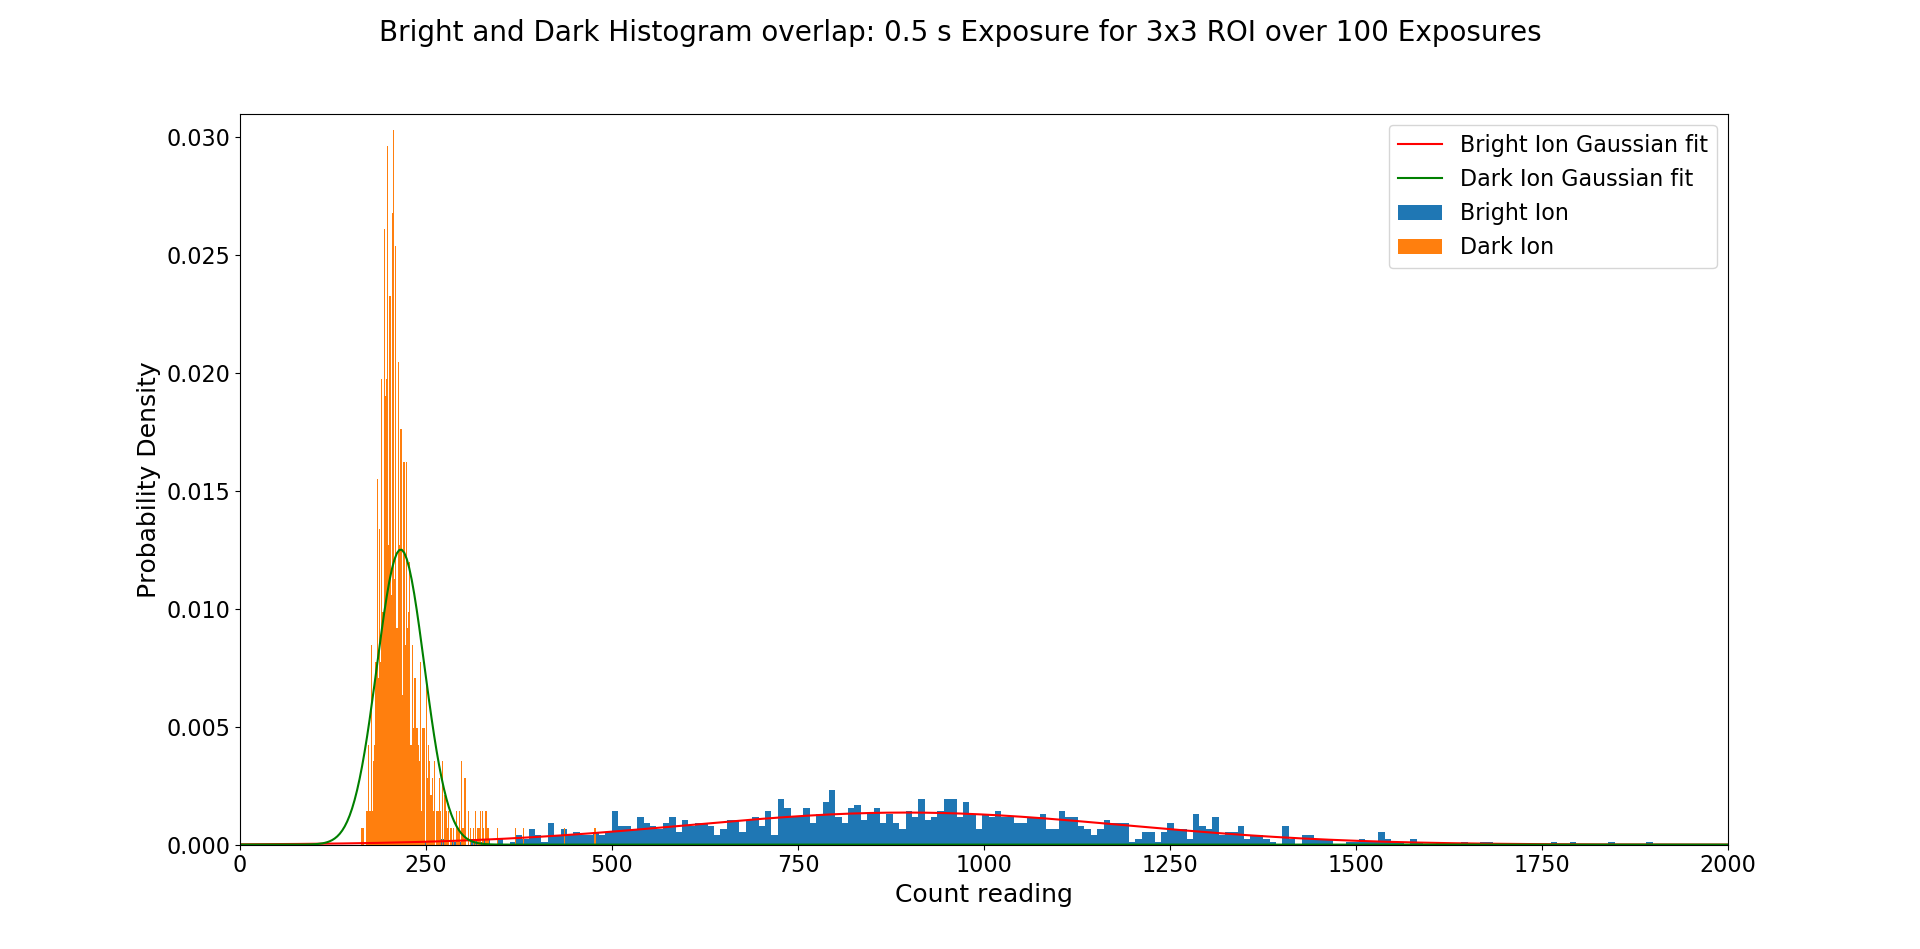 Bright and Dark Histogram overlap: 0.5 s Exposure for 3x3 ROI over 100 Exposures
Bright Ion Gaussian fit
Dark Ion Gaussian fit
Bright Ion
Dark Ion
Probability Density
0.030
0.025
0.020
0.015
0.010
0.005
0.000
0 250 500 750 1000 1250 1500 1750 2000
Count reading